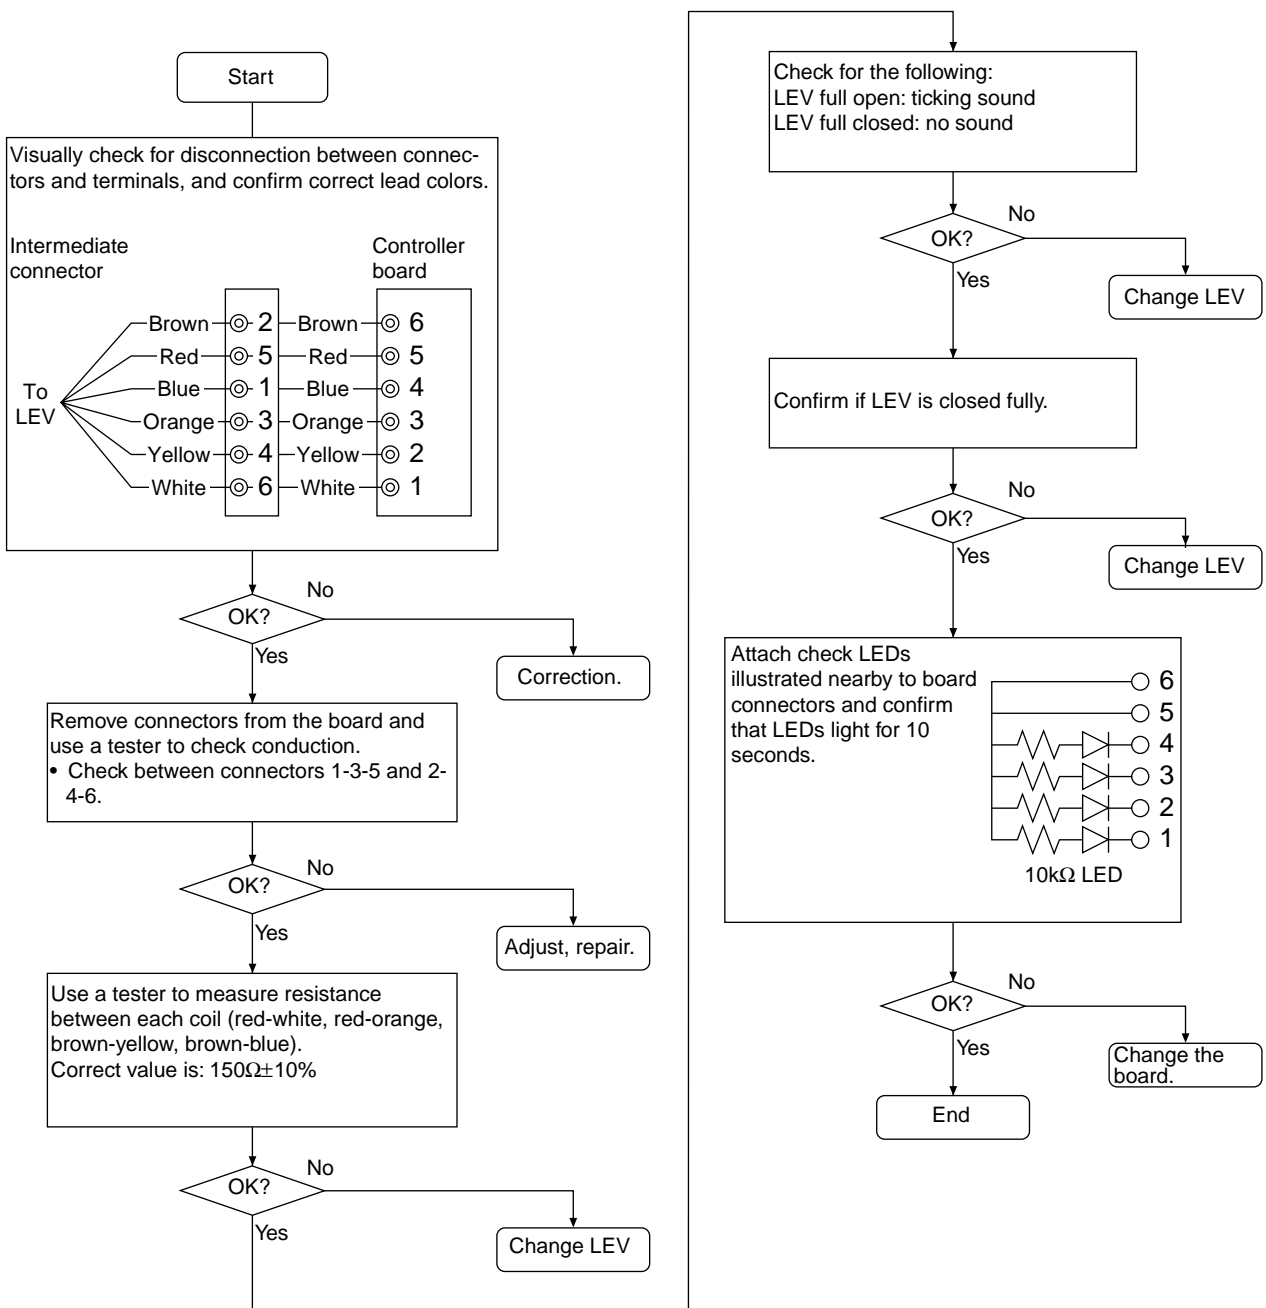 Start
Visually check for disconnection between connec-
tors and terminals, and confirm correct lead colors.
Intermediate
connector
Controller
board
To
LEV
Brown 2 Brown 6
Red 5 Red 5
Blue 1 Blue 4
Orange 3 Orange 3
Yellow 4 Yellow 2
White 6 White 1
OK?
No
Yes
Correction.
Remove connectors from the board and
use a tester to check conduction.
• Check between connectors 1-3-5 and 2-
4-6.
OK?
No
Yes
Adjust, repair.
Use a tester to measure resistance
between each coil (red-white, red-orange,
brown-yellow, brown-blue).
Correct value is: 150Ω±10%
OK?
No
Yes
Change LEV
Check for the following:
LEV full open: ticking sound
LEV full closed: no sound
OK?
No
Yes
Change LEV
Confirm if LEV is closed fully.
OK?
No
Yes
Change LEV
Attach check LEDs
illustrated nearby to board
connectors and confirm
that LEDs light for 10
seconds.
6
5
4
3
2
1
10kΩ LED
OK?
No
Yes
Change the
board.
End